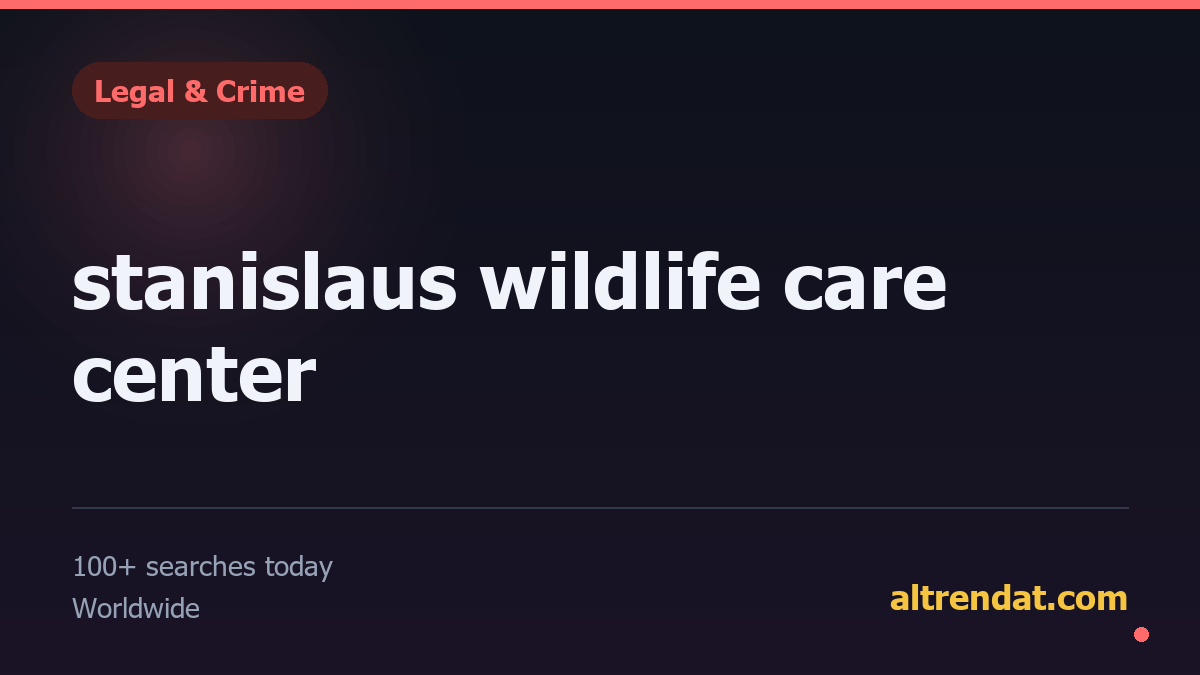 Legal & Crime
stanislaus wildlife care
center
100+ searches today
Worldwide
altrendat.com